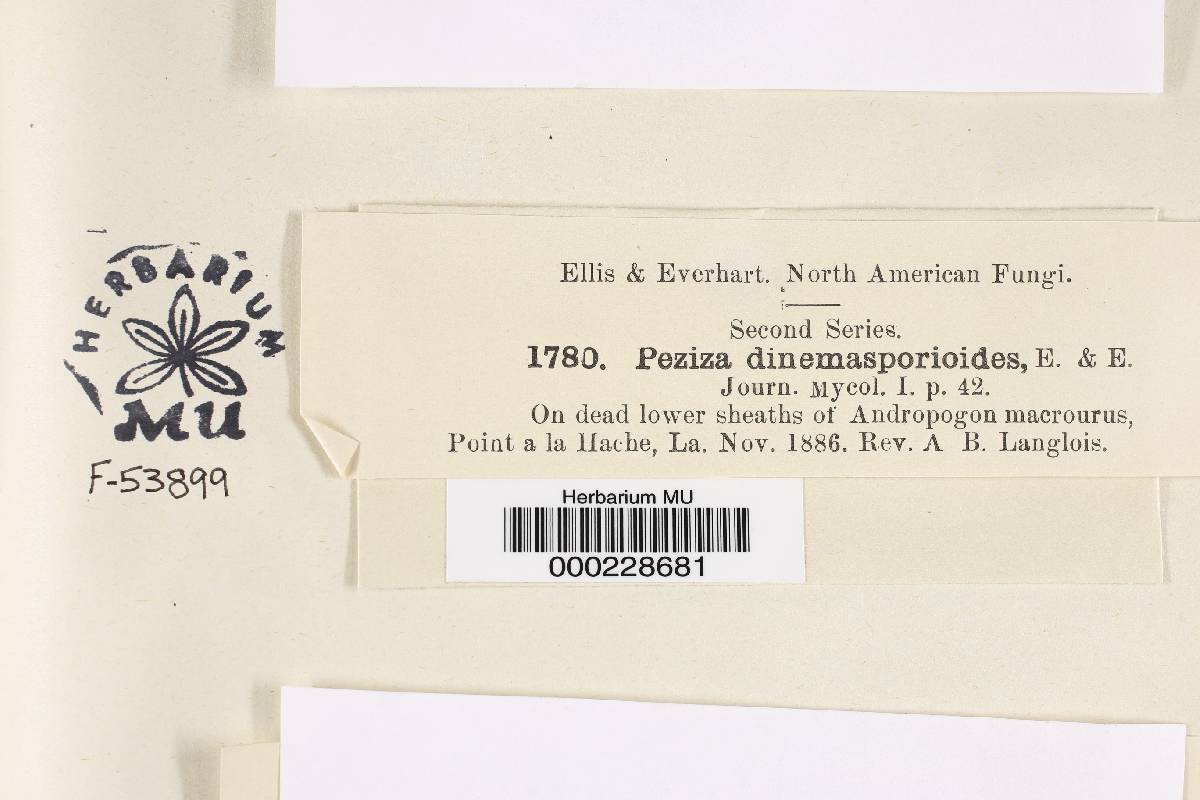 HERBARIUM
MU
F-53899
Ellis & Everhart. North American Fungi.
Second Series.
1780. Peziza dinemasporioides, E. & E.
Journ. Mycol. I. p. 42.
On dead lower sheaths of Andropogon macrourus,
Point a la Hache, La. Nov. 1886. Rev. A B. Langlois.
Herbarium MU
000228681